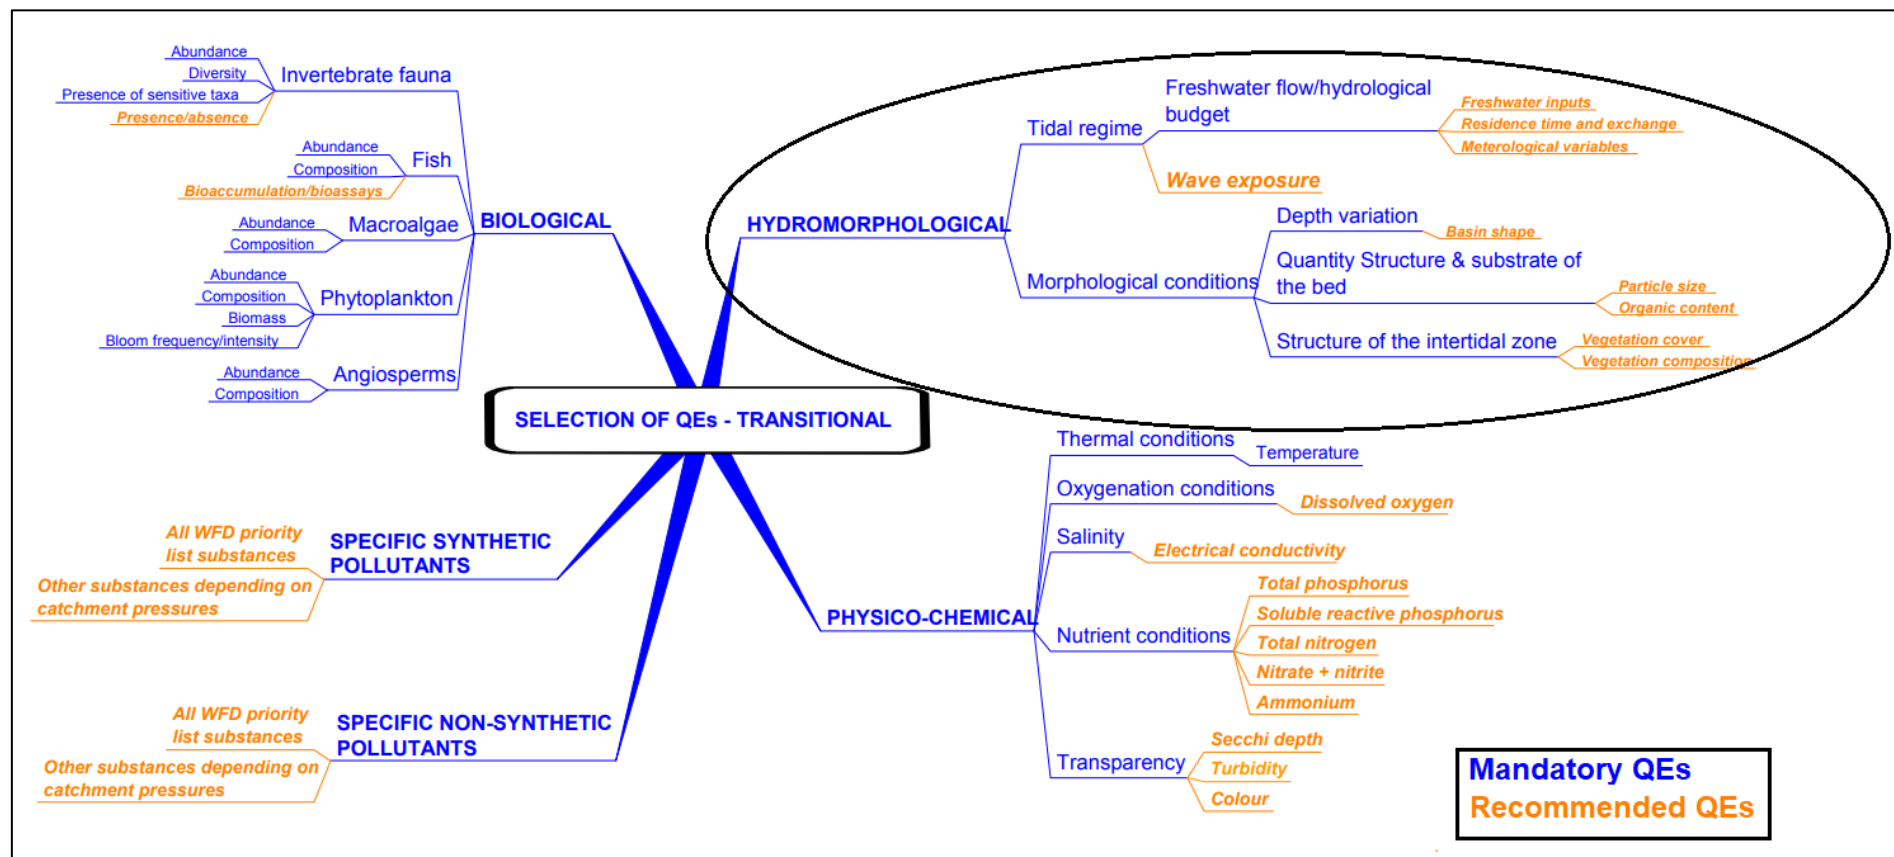 Abundance
Diversity
Presence of sensitive taxa
Presence/absence
Invertebrate fauna
Abundance
Composition
Bioaccumulation/bioassays
Fish
Abundance
Composition
Macroalgae
Abundance
Composition
Biomass
Bloom frequency/intensity
Phytoplankton
Abundance
Composition
Angiosperms
BIOLOGICAL
HYDROMORPHOLOGICAL
Tidal regime
Freshwater flow/hydrological
budget
Freshwater inputs
Residence time and exchange
Meterological variables
Wave exposure
Morphological conditions
Depth variation
Basin shape
Quantity Structure & substrate of
the bed
Particle size
Organic content
Structure of the intertidal zone
Vegetation cover
Vegetation composition
SELECTION OF QEs - TRANSITIONAL
All WFD priority
list substances
Other substances depending on
catchment pressures
SPECIFIC SYNTHETIC
POLLUTANTS
All WFD priority
list substances
Other substances depending on
catchment pressures
SPECIFIC NON-SYNTHETIC
POLLUTANTS
PHYSICO-CHEMICAL
Thermal conditions
Temperature
Oxygenation conditions
Dissolved oxygen
Salinity
Electrical conductivity
Nutrient conditions
Total phosphorus
Soluble reactive phosphorus
Total nitrogen
Nitrate + nitrite
Ammonium
Transparency
Secchi depth
Turbidity
Colour
Mandatory QEs
Recommended QEs